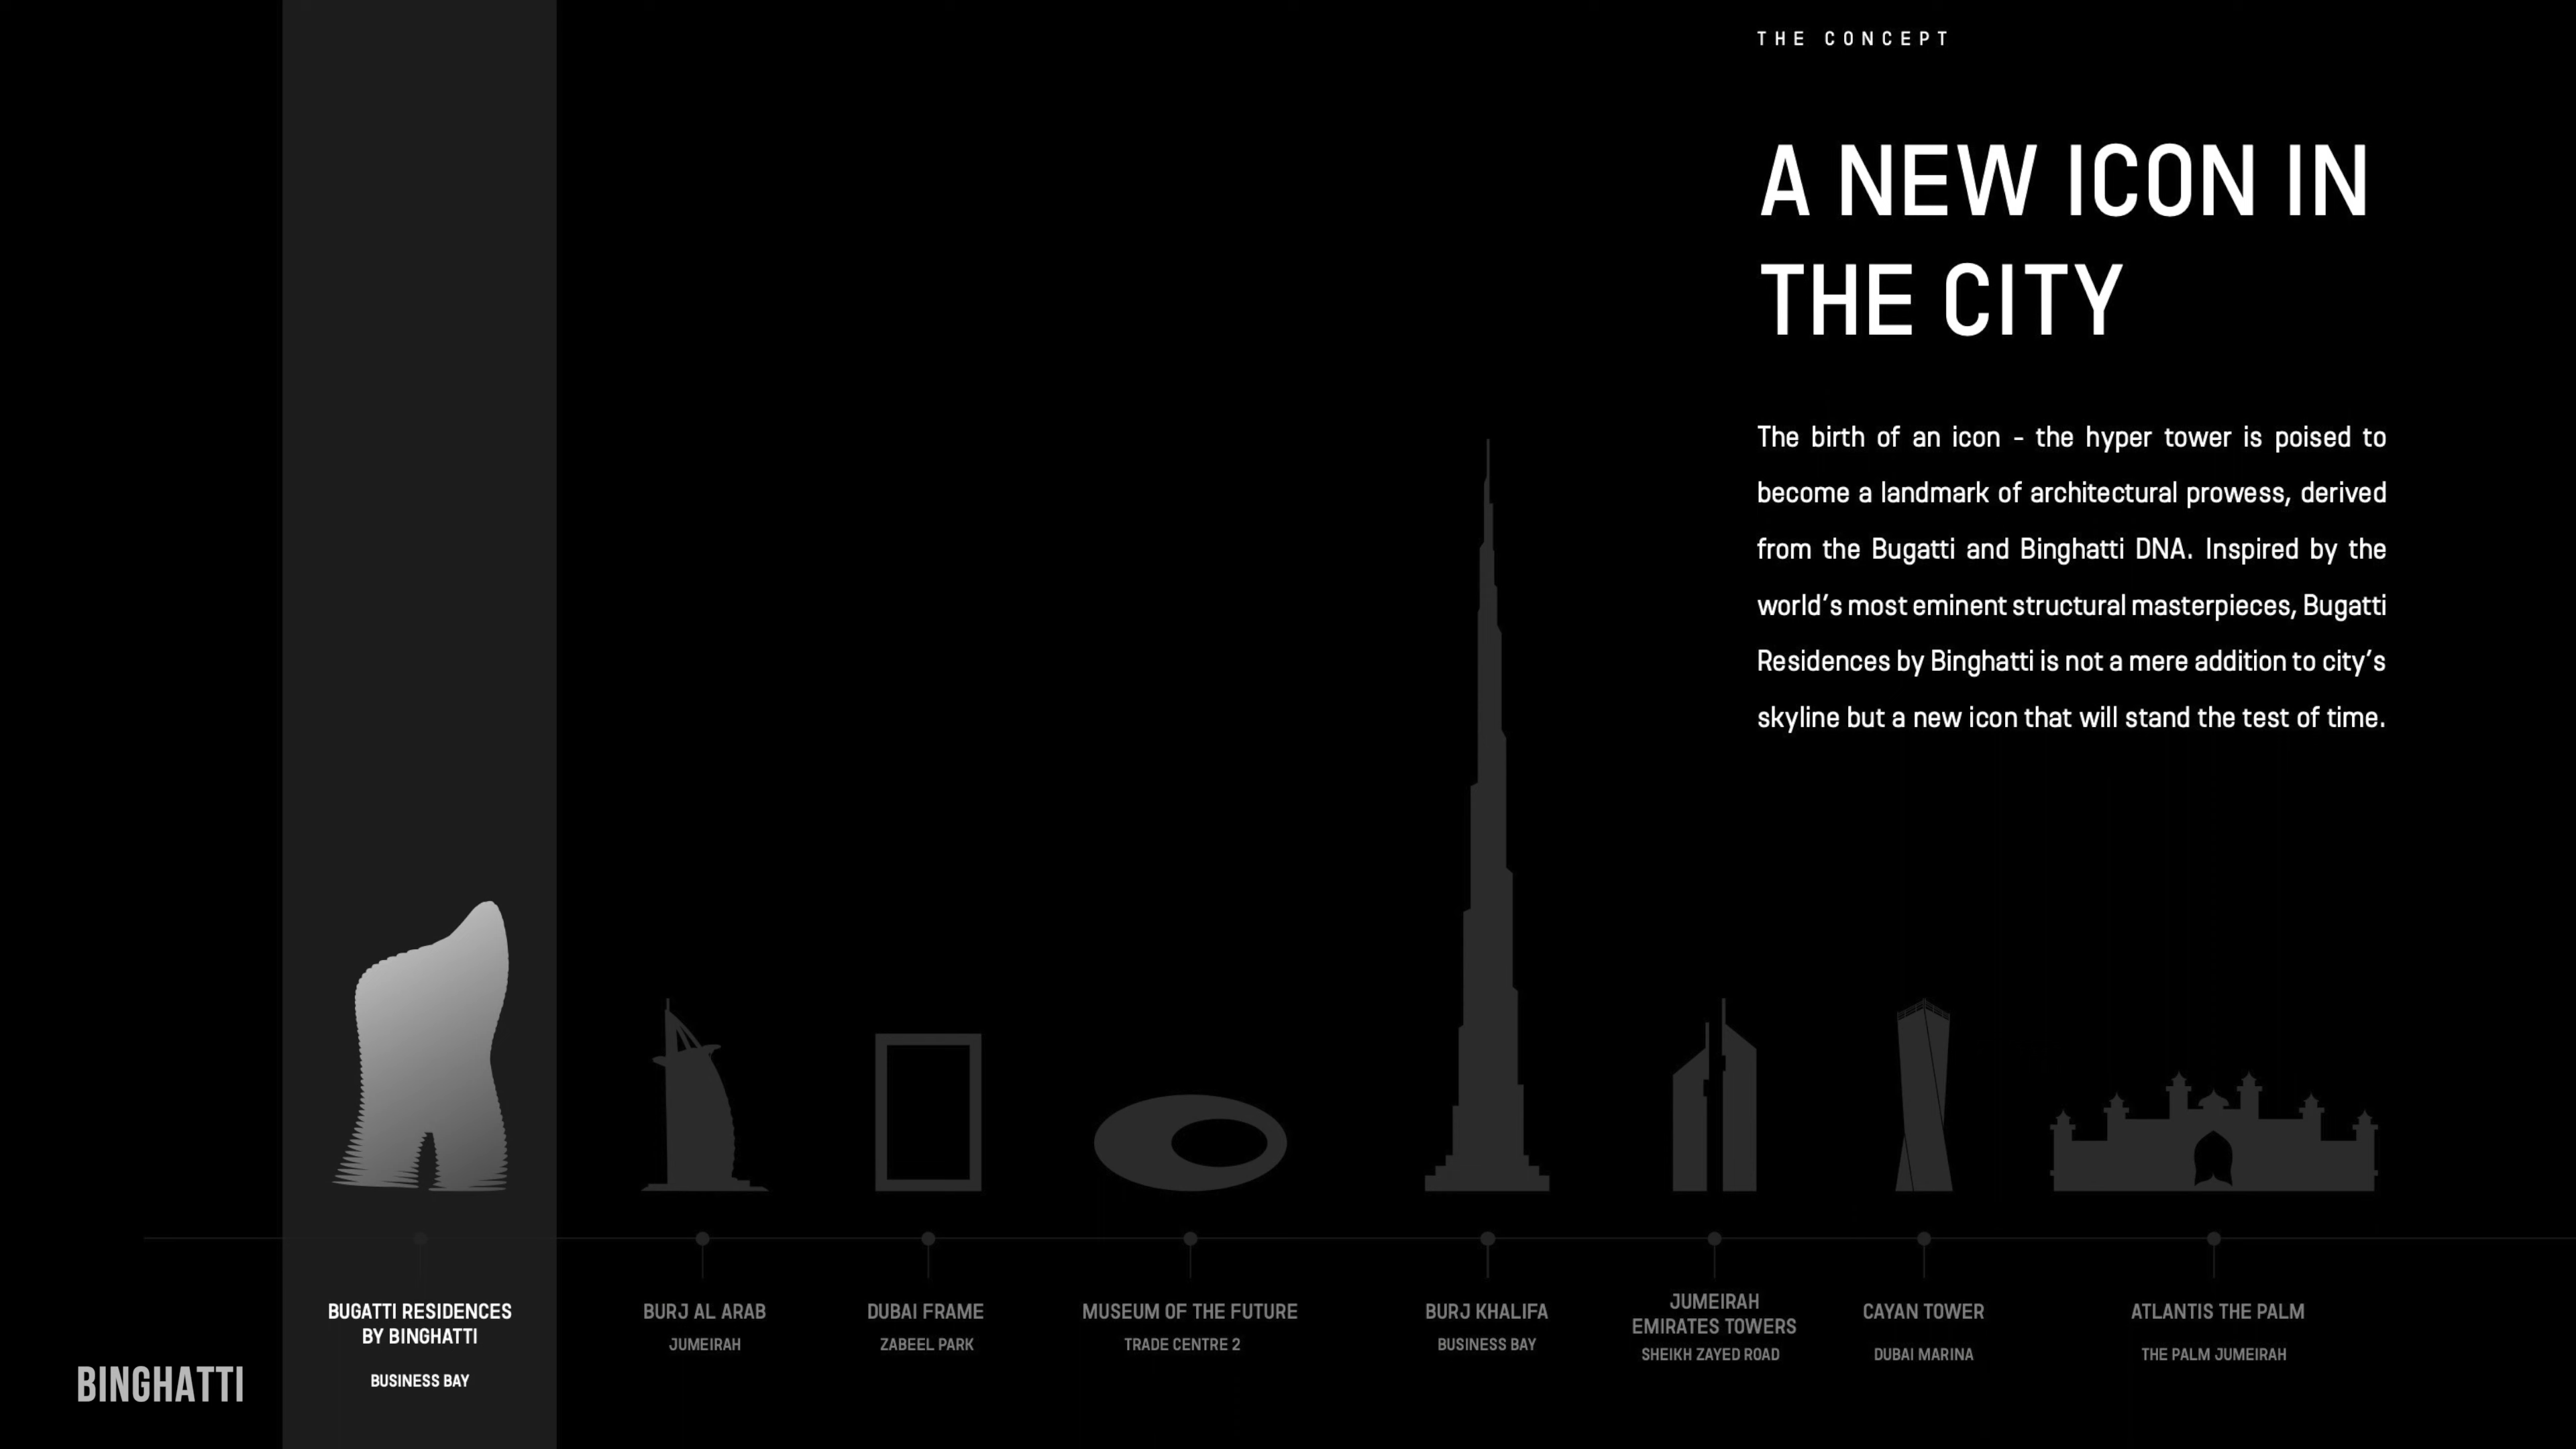 THE CONCEPT
A NEW ICON IN
THE CITY
The birth of an icon - the hyper tower is poised to
become a landmark of architectural prowess, derived
from the Bugatti and Binghatti DNA. Inspired by the
world's most eminent structural masterpieces, Bugatti
Residences by Binghatti is not a mere addition to city's
skyline but a new icon that will stand the test of time.
BUGATTI RESIDENCES
BY BINGHATTI
BUSINESS BAY
BURJ AL ARAB
JUMEIRAH
DUBAI FRAME
ZABEEL PARK
MUSEUM OF THE FUTURE
TRADE CENTRE 2
BURJ KHALIFA
BUSINESS BAY
JUMEIRAH
EMIRATES TOWERS
SHEIKH ZAYED ROAD
CAYAN TOWER
DUBAI MARINA
ATLANTIS THE PALM
THE PALM JUMEIRAH
BINGHATTI